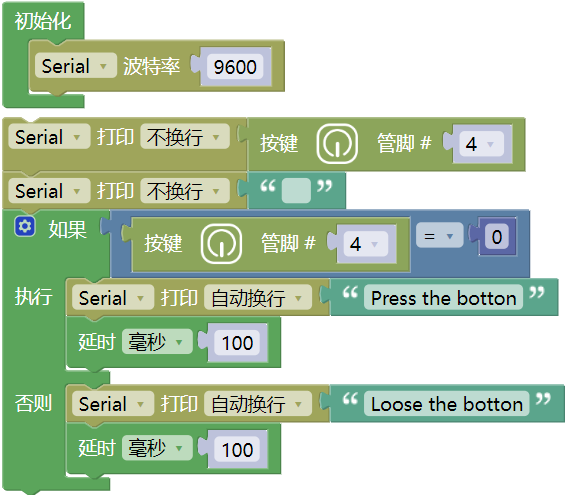 初始化
Serial 波特率 9600
Serial 打印 不换行 按键 管脚 # 4
Serial 打印 不换行 “ ”
如果 按键 管脚 # 4 = 0
执行 Serial 打印 自动换行 “ Press the botton ”
延时 毫秒 100
否则 Serial 打印 自动换行 “ Loose the botton ”
延时 毫秒 100